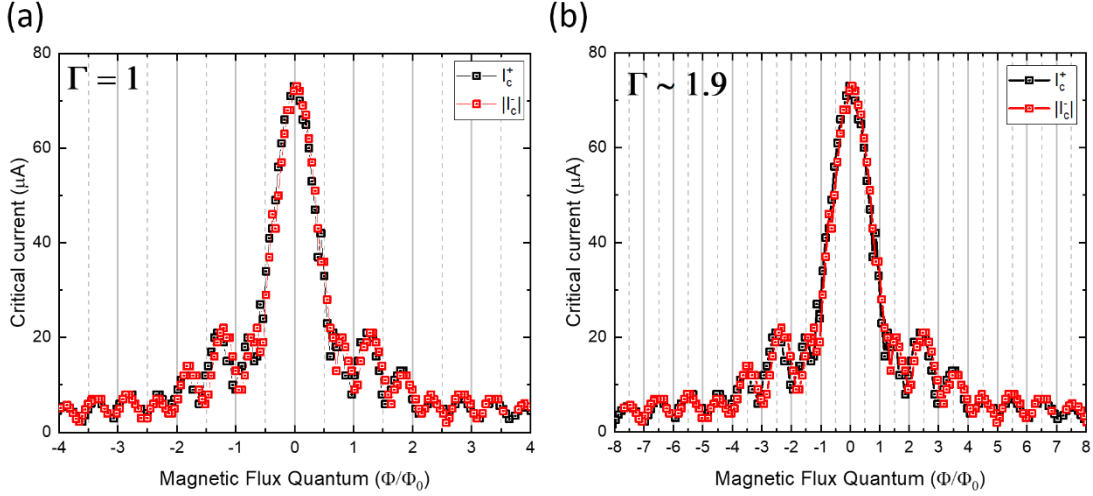 (a)
(b)
Γ = 1
I_c^+
|I_c^-|
80
60
40
20
0
-4 -3 -2 -1 0 1 2 3 4
Critical current (μA)
Magnetic Flux Quantum (Φ/Φ₀)
Γ ~ 1.9
I_c^+
|I_c^-|
80
60
40
20
0
-8 -7 -6 -5 -4 -3 -2 -1 0 1 2 3 4 5 6 7 8
Critical current (μA)
Magnetic Flux Quantum (Φ/Φ₀)